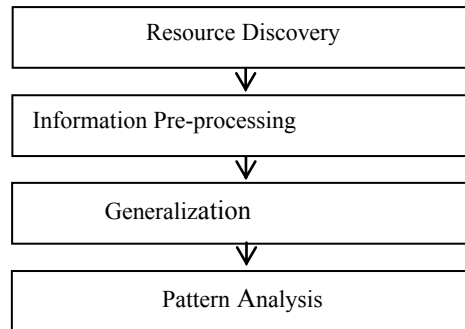 Resource Discovery
Information Pre-processing
Generalization
Pattern Analysis